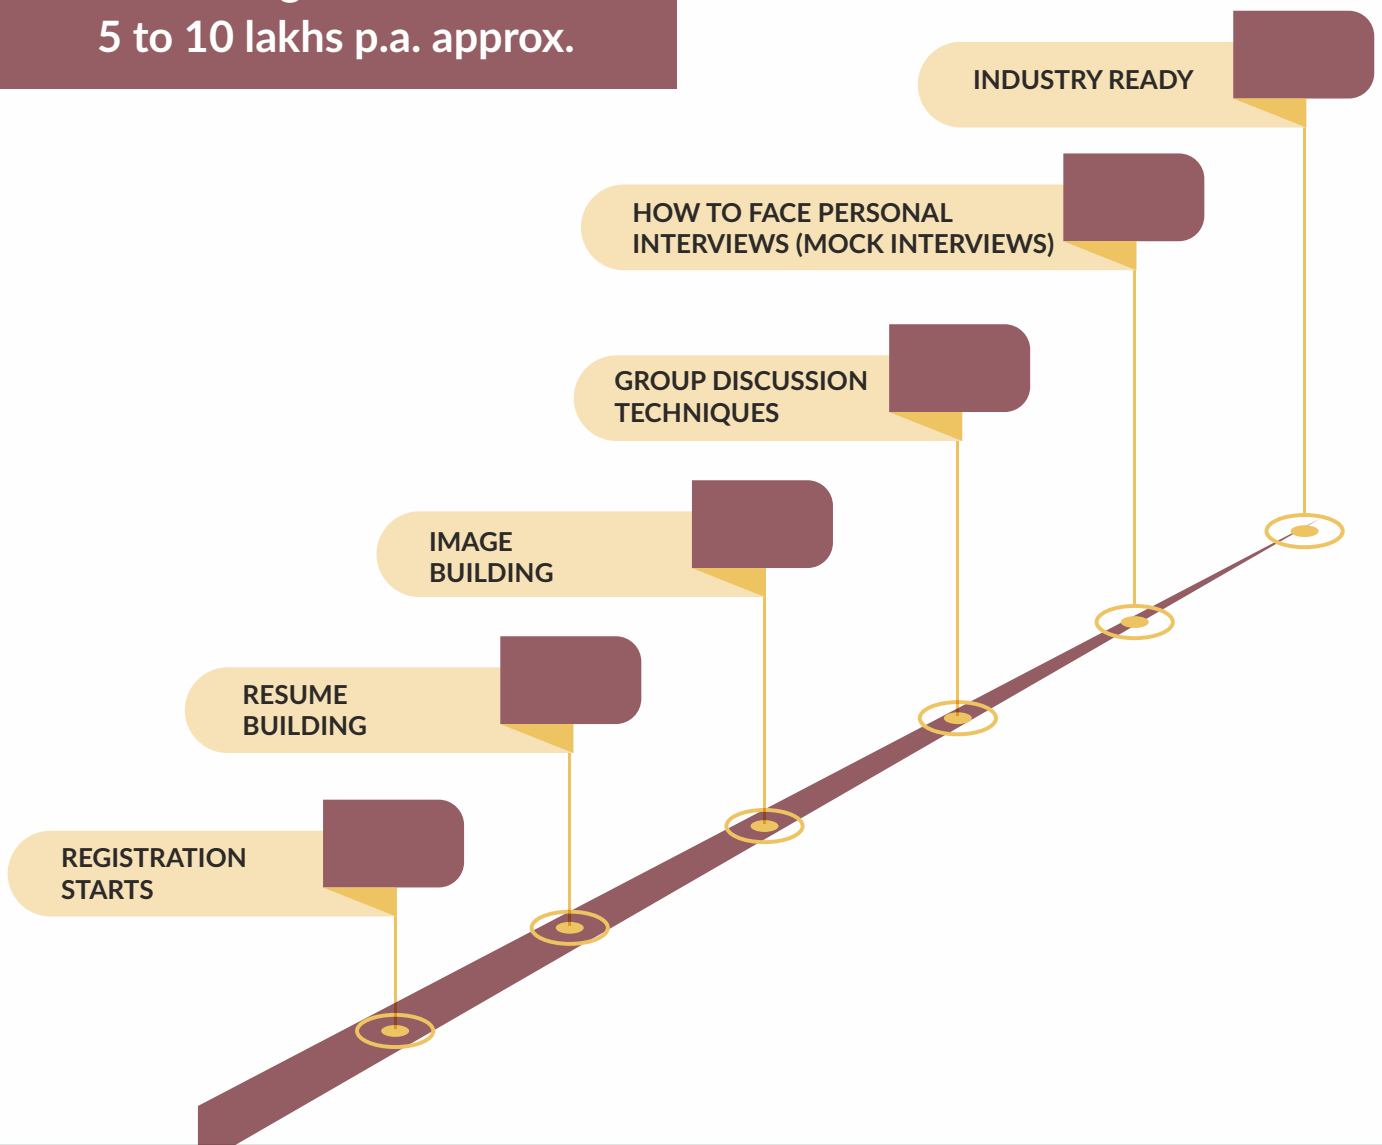 5 to 10 lakhs p.a. approx.
INDUSTRY READY
HOW TO FACE PERSONAL
INTERVIEWS (MOCK INTERVIEWS)
GROUP DISCUSSION
TECHNIQUES
IMAGE
BUILDING
RESUME
BUILDING
REGISTRATION
STARTS